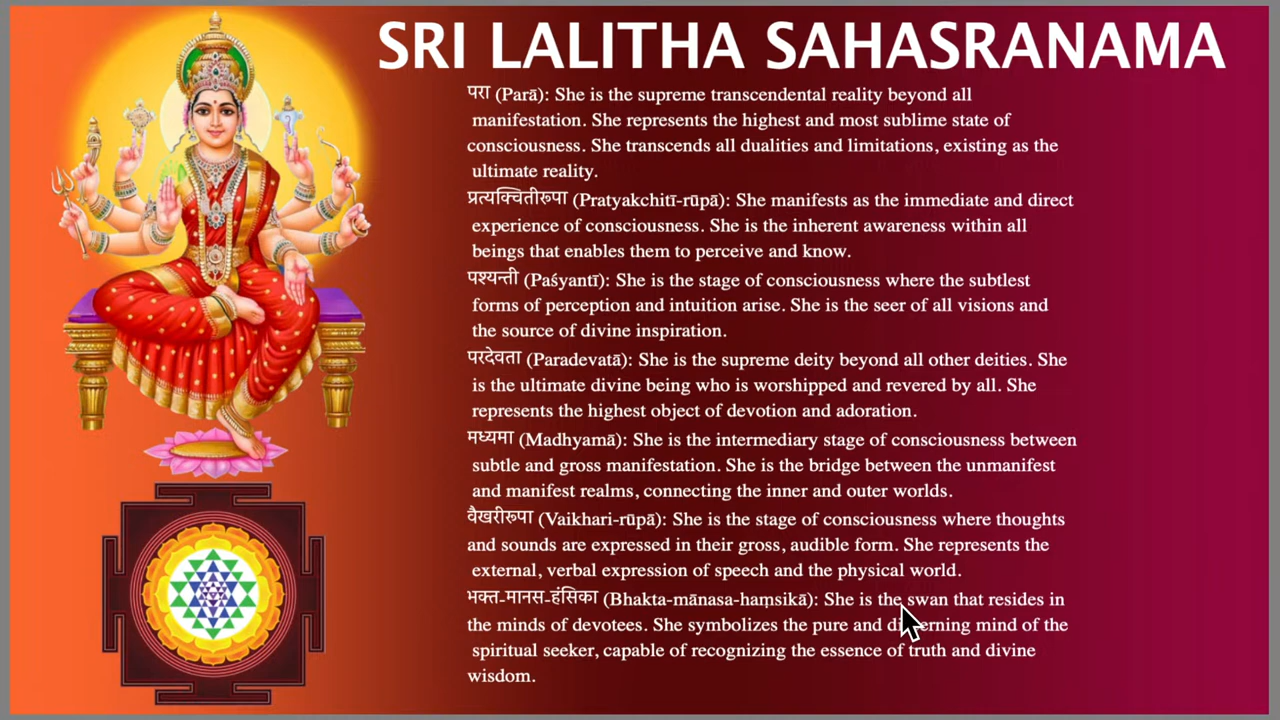 SRI LALITHA SAHASRANAMA
परा (Parā): She is the supreme transcendental reality beyond all
manifestation. She represents the highest and most sublime state of
consciousness. She transcends all dualities and limitations, existing as the
ultimate reality.
प्रत्यक्चितीरूपा (Pratyakchitī-rūpā): She manifests as the immediate and direct
experience of consciousness. She is the inherent awareness within all
beings that enables them to perceive and know.
पश्यन्ती (Paśyantī): She is the stage of consciousness where the subtlest
forms of perception and intuition arise. She is the seer of all visions and
the source of divine inspiration.
परदेवता (Paradevatā): She is the supreme deity beyond all other deities. She
is the ultimate divine being who is worshipped and revered by all. She
represents the highest object of devotion and adoration.
मध्यमा (Madhyamā): She is the intermediary stage of consciousness between
subtle and gross manifestation. She is the bridge between the unmanifest
and manifest realms, connecting the inner and outer worlds.
वैखरीरूपा (Vaikhari-rūpā): She is the stage of consciousness where thoughts
and sounds are expressed in their gross, audible form. She represents the
external, verbal expression of speech and the physical world.
भक्त-मानस-हंसिका (Bhakta-mānasa-haṃsikā): She is the swan that resides in
the minds of devotees. She symbolizes the pure and discerning mind of the
spiritual seeker, capable of recognizing the essence of truth and divine
wisdom.